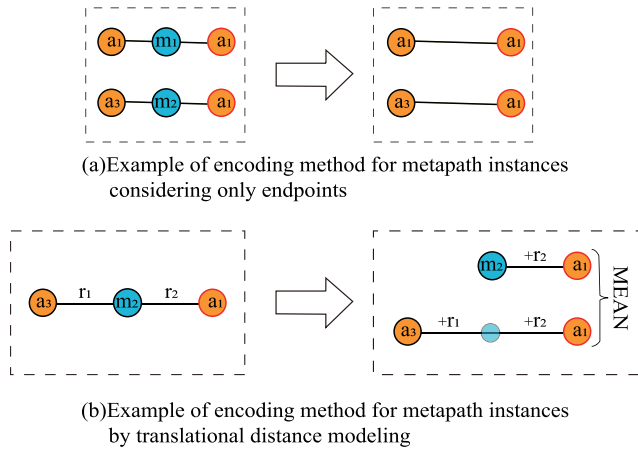 a1 m1 a1 a1 a1
a3 m2 a1 a3 a1
(a)Example of encoding method for metapath instances
considering only endpoints
a3 r1 m2 r2 a1
m2 +r2 a1
a3 +r1 +r2 a1
MEAN
(b)Example of encoding method for metapath instances
by translational distance modeling